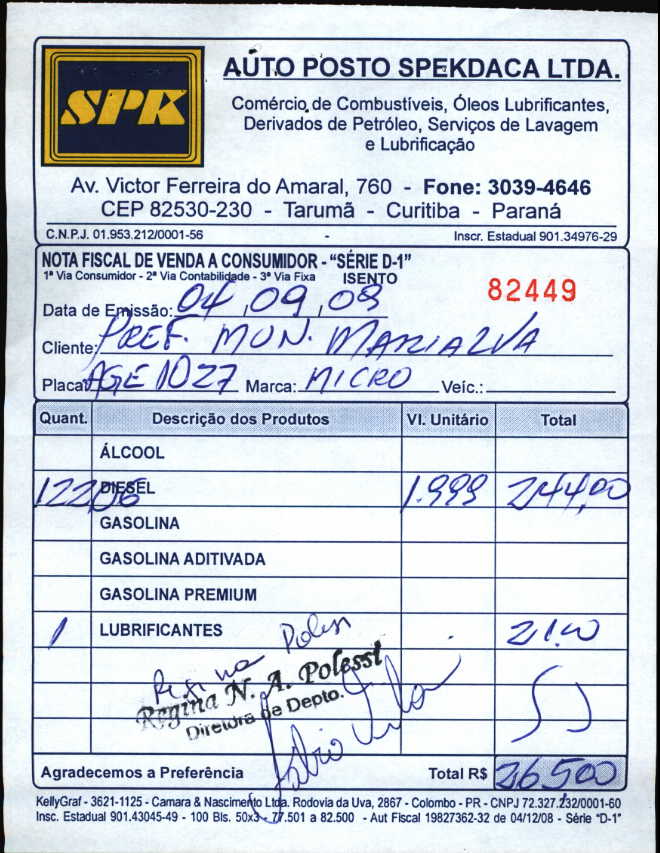 SPK
AUTO POSTO SPEKDACA LTDA.
Comércio de Combustíveis, Óleos Lubrificantes,
Derivados de Petróleo, Serviços de Lavagem
e Lubrificação
Av. Victor Ferreira do Amaral, 760 - Fone: 3039-4646
CEP 82530-230 - Tarumã - Curitiba - Paraná
C.N.P.J. 01.953.212/0001-56 - Inscr. Estadual 901.34976-29
NOTA FISCAL DE VENDA A CONSUMIDOR - "SÉRIE D-1"
1ª Via Consumidor - 2ª Via Contabilidade - 3ª Via Fixa ISENTO
82449
Data de Emissão: 04,09,09
Cliente: PREF. MUN. MARIALVA
Placa: AGE 1027 Marca: MICRO Veíc.:
Quant. Descrição dos Produtos Vl. Unitário Total
ÁLCOOL
122,06 DIESEL 1.999 244,00
GASOLINA
GASOLINA ADITIVADA
GASOLINA PREMIUM
1 LUBRIFICANTES 21.00
Regina Polessi
Regina N. A. Polessi
Diretora de Depto.
Agradecemos a Preferência Total R$ 265,00
KellyGraf - 3621-1125 - Camara & Nascimento Ltda. Rodovia da Uva, 2867 - Colombo - PR - CNPJ 72.327.232/0001-60
Insc. Estadual 901.43045-49 - 100 Bls. 50x3 - 77.501 a 82.500 - Aut Fiscal 19827362-32 de 04/12/08 - Série "D-1"